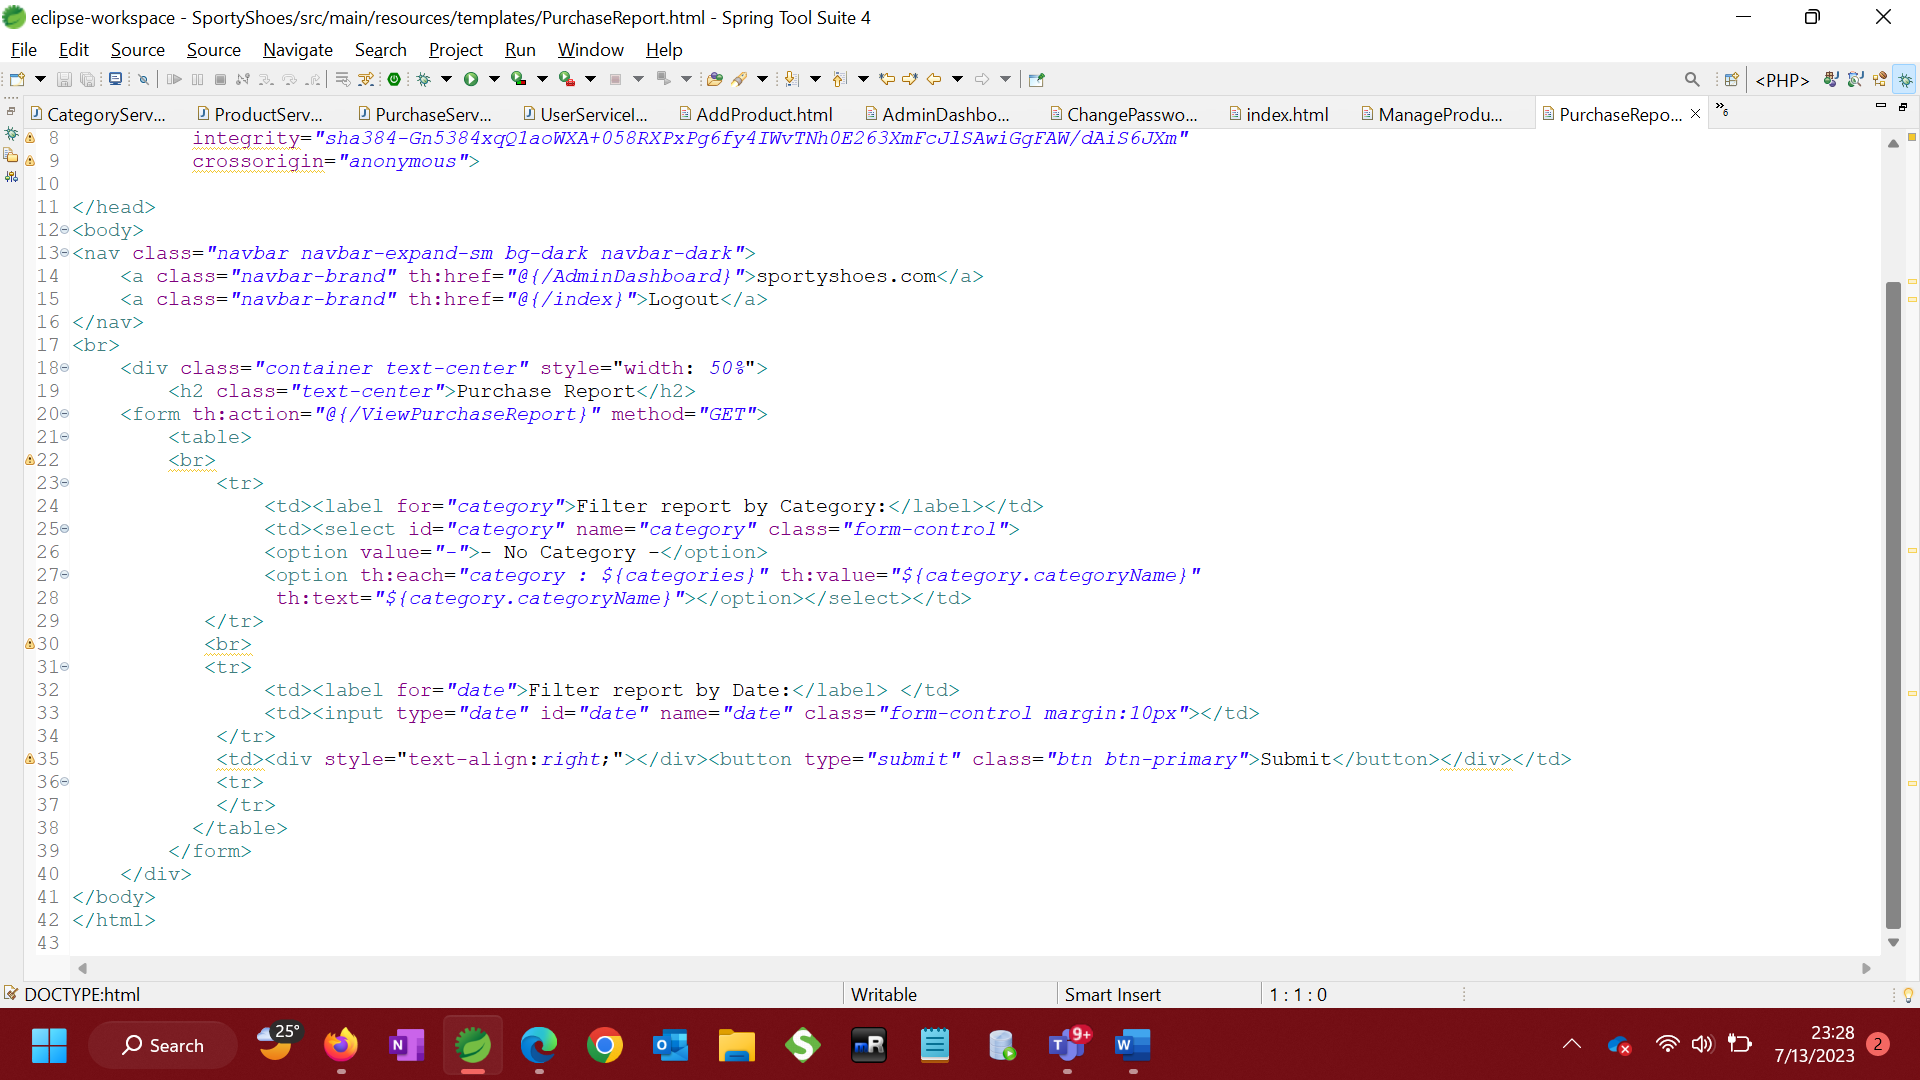 eclipse-workspace - SportyShoes/src/main/resources/templates/PurchaseReport.html - Spring Tool Suite 4
File Edit Source Source Navigate Search Project Run Window Help
<PHP>
CategoryServ... ProductServ... PurchaseServ... UserServiceI... AddProduct.html AdminDashbo... ChangePasswo... index.html ManageProdu... PurchaseRepo... »6
8 integrity="sha384-Gn5384xqQ1aoWXA+058RXPxPg6fy4IWvTNh0E263XmFcJlSAwiGgFAW/dAiS6JXm"
9 crossorigin="anonymous">
10
11 </head>
12 <body>
13 <nav class="navbar navbar-expand-sm bg-dark navbar-dark">
14 <a class="navbar-brand" th:href="@{/AdminDashboard}">sportyshoes.com</a>
15 <a class="navbar-brand" th:href="@{/index}">Logout</a>
16 </nav>
17 <br>
18 <div class="container text-center" style="width: 50%">
19 <h2 class="text-center">Purchase Report</h2>
20 <form th:action="@{/ViewPurchaseReport}" method="GET">
21 <table>
22 <br>
23 <tr>
24 <td><label for="category">Filter report by Category:</label></td>
25 <td><select id="category" name="category" class="form-control">
26 <option value="-">- No Category -</option>
27 <option th:each="category : ${categories}" th:value="${category.categoryName}"
28 th:text="${category.categoryName}"></option></select></td>
29 </tr>
30 <br>
31 <tr>
32 <td><label for="date">Filter report by Date:</label> </td>
33 <td><input type="date" id="date" name="date" class="form-control margin:10px"></td>
34 </tr>
35 <td><div style="text-align:right;"></div><button type="submit" class="btn btn-primary">Submit</button></div></td>
36 <tr>
37 </tr>
38 </table>
39 </form>
40 </div>
41 </body>
42 </html>
43
DOCTYPE:html Writable Smart Insert 1 : 1 : 0
25° Search 9+ 23:28
7/13/2023 2